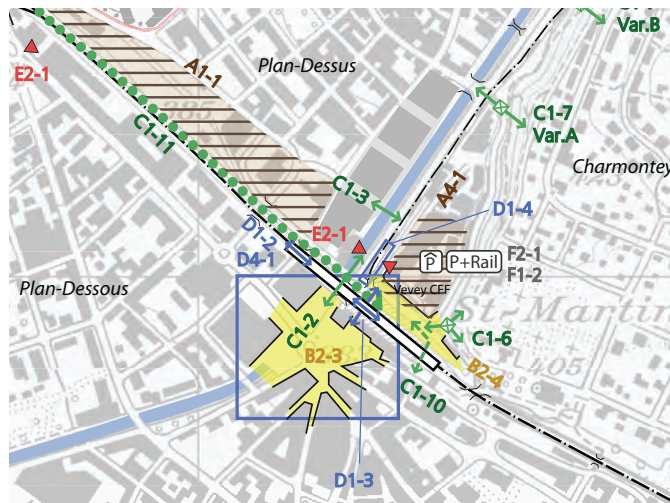 Var.B
Plan-Dessus
A1-1
E2-1
C1-7
Var.A
C1-11
Charmontey
C1-3
A4-1
D1-4
D1-2
E2-1
D4-1
P P+Rail
F2-1
F1-2
Plan-Dessous
Vevey CEF
C1-2
C1-6
B2-3
B2-4
405
C1-10
D1-3